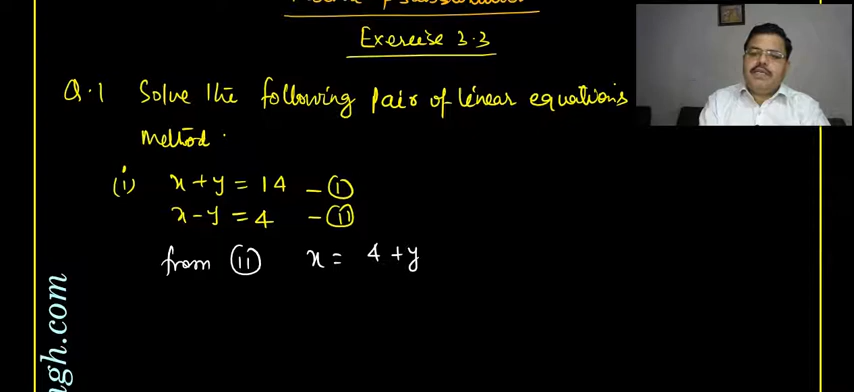 Exercise 3.3
Q.1 Solve the following pair of linear equations
Method.
(i) x + y = 14 — (i)
x − y = 4 — (ii)
from (ii) x = 4 + y
gh.com